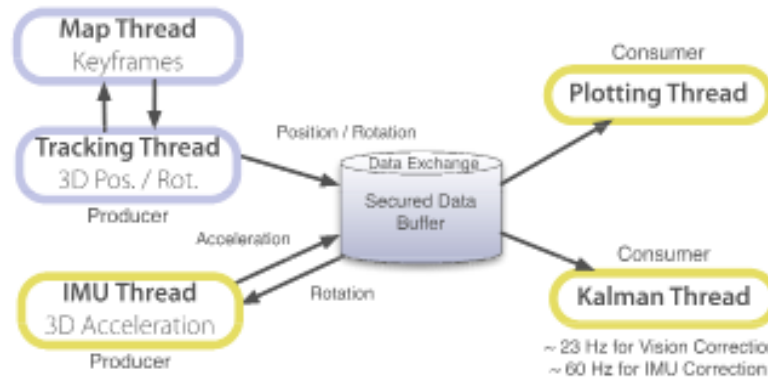 Map Thread
Keyframes
Tracking Thread
3D Pos. / Rot.
Producer
Position / Rotation
Data Exchange
Secured Data
Buffer
Acceleration
Rotation
IMU Thread
3D Acceleration
Producer
Consumer
Plotting Thread
Consumer
Kalman Thread
~ 23 Hz for Vision Correction
~ 60 Hz for IMU Correction